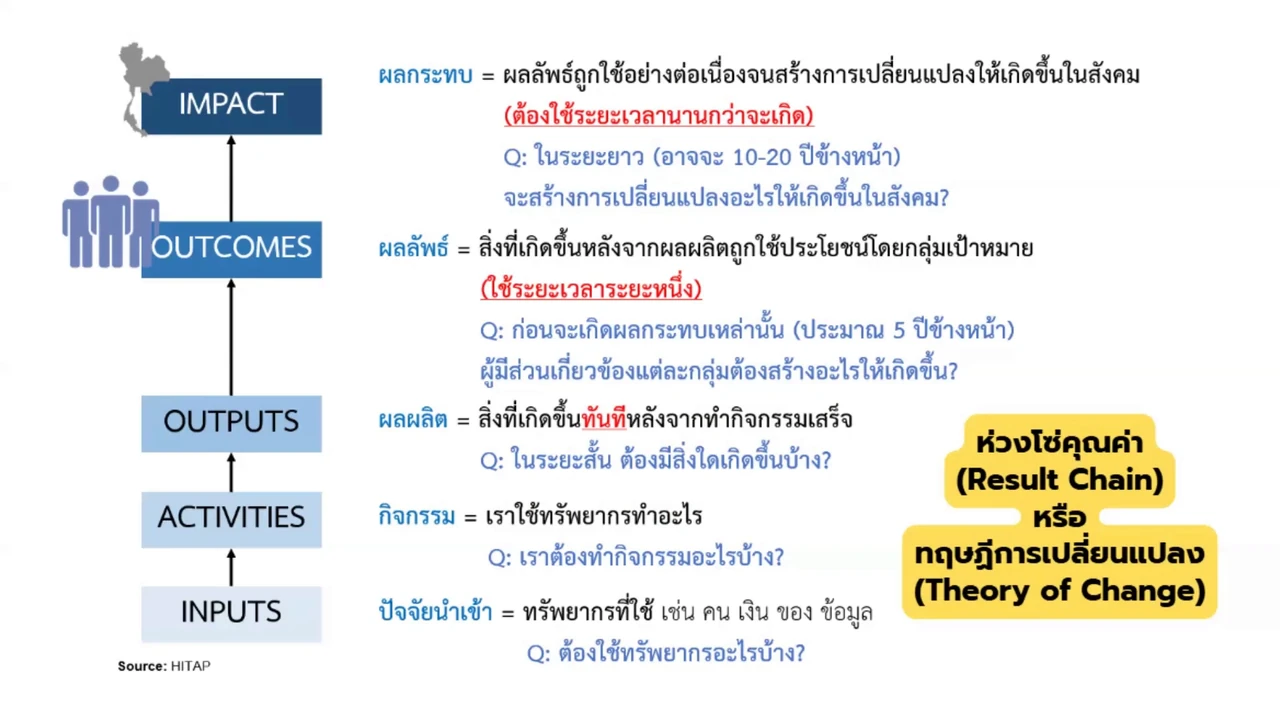 IMPACT
ผลกระทบ = ผลลัพธ์ถูกใช้อย่างต่อเนื่องจนสร้างการเปลี่ยนแปลงให้เกิดขึ้นในสังคม
(ต้องใช้ระยะเวลานานกว่าจะเกิด)
Q: ในระยะยาว (อาจจะ 10-20 ปีข้างหน้า)
จะสร้างการเปลี่ยนแปลงอะไรให้เกิดขึ้นในสังคม?
OUTCOMES
ผลลัพธ์ = สิ่งที่เกิดขึ้นหลังจากผลผลิตถูกใช้ประโยชน์โดยกลุ่มเป้าหมาย
(ใช้ระยะเวลาระยะหนึ่ง)
Q: ก่อนจะเกิดผลกระทบเหล่านั้น (ประมาณ 5 ปีข้างหน้า)
ผู้มีส่วนเกี่ยวข้องแต่ละกลุ่มต้องสร้างอะไรให้เกิดขึ้น?
OUTPUTS
ผลผลิต = สิ่งที่เกิดขึ้นทันทีหลังจากทำกิจกรรมเสร็จ
Q: ในระยะสั้น ต้องมีสิ่งใดเกิดขึ้นบ้าง?
ACTIVITIES
กิจกรรม = เราใช้ทรัพยากรทำอะไร
Q: เราต้องทำกิจกรรมอะไรบ้าง?
INPUTS
ปัจจัยนำเข้า = ทรัพยากรที่ใช้ เช่น คน เงิน ของ ข้อมูล
Q: ต้องใช้ทรัพยากรอะไรบ้าง?
ห่วงโซ่คุณค่า
(Result Chain)
หรือ
ทฤษฏีการเปลี่ยนแปลง
(Theory of Change)
Source: HITAP